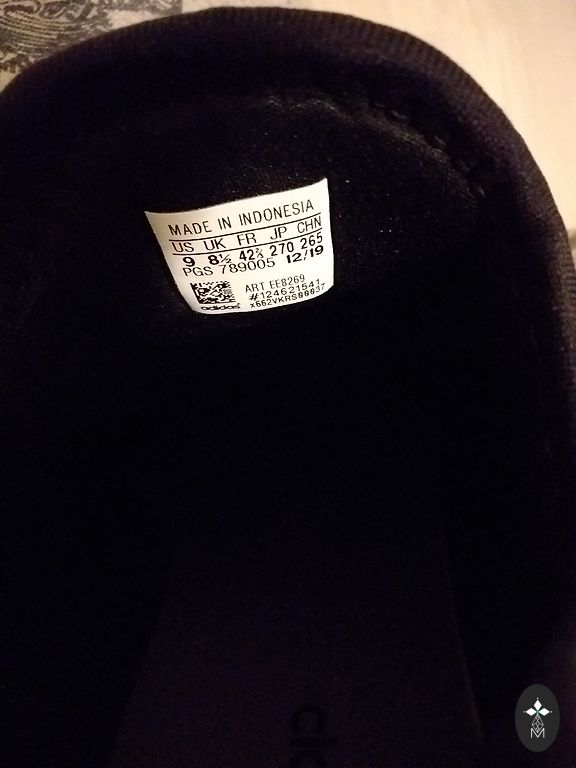 MADE IN INDONESIA
US UK FR JP CHN
9 8½ 42⅔ 270 265
PGS 789005 12/19
ART EE8269
#124621541-
x662VKRS00037
adidas
M